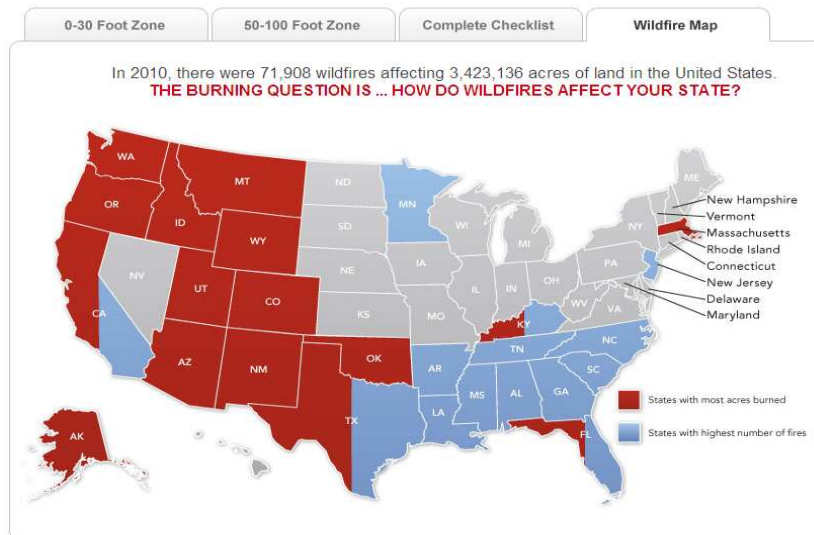 0-30 Foot Zone
50-100 Foot Zone
Complete Checklist
Wildfire Map
In 2010, there were 71,908 wildfires affecting 3,423,136 acres of land in the United States.
THE BURNING QUESTION IS ... HOW DO WILDFIRES AFFECT YOUR STATE?
WA
MT
ND
MN
ME
OR
ID
SD
WI
NY
New Hampshire
Vermont
Massachusetts
Rhode Island
Connecticut
New Jersey
Delaware
Maryland
WY
MI
NE
IA
PA
NV
UT
CO
IL
IN
OH
WV
VA
KS
MO
CA
KY
AZ
NM
OK
AR
TN
NC
SC
TX
LA
MS
AL
GA
FL
AK
States with most acres burned
States with highest number of fires